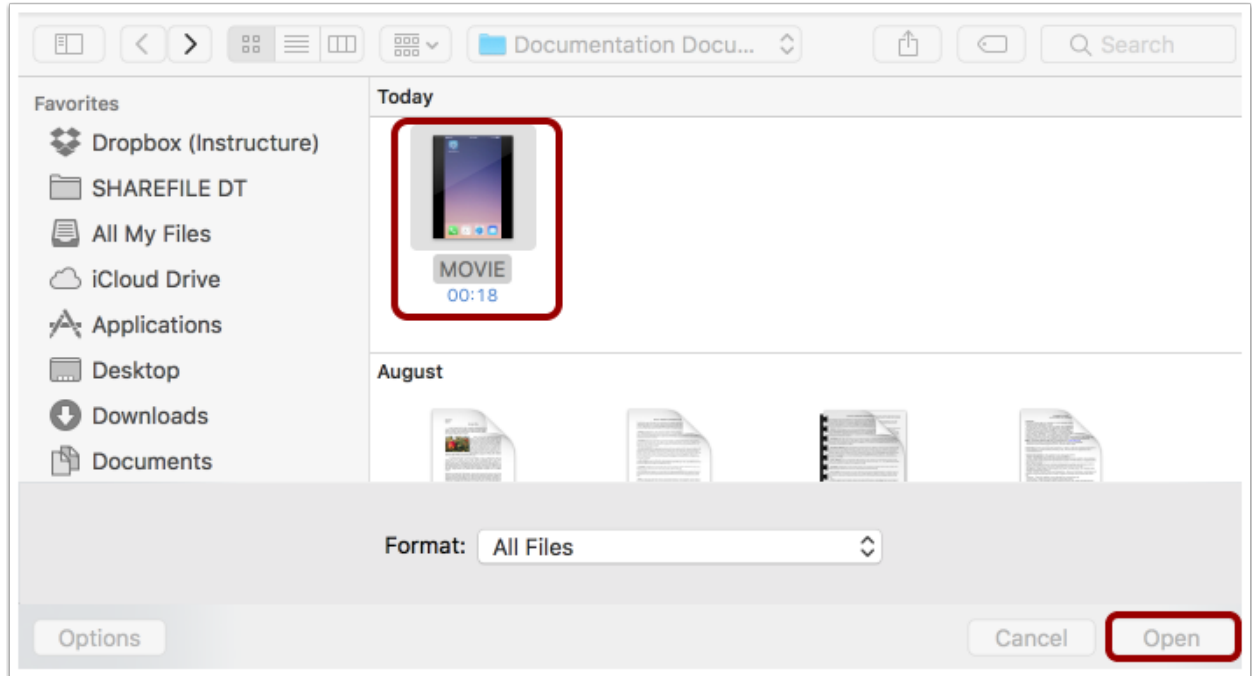 Documentation Docu...
Search
Favorites
Dropbox (Instructure)
SHAREFILE DT
All My Files
iCloud Drive
Applications
Desktop
Downloads
Documents
Today
MOVIE
00:18
August
Format: All Files
Options
Cancel
Open